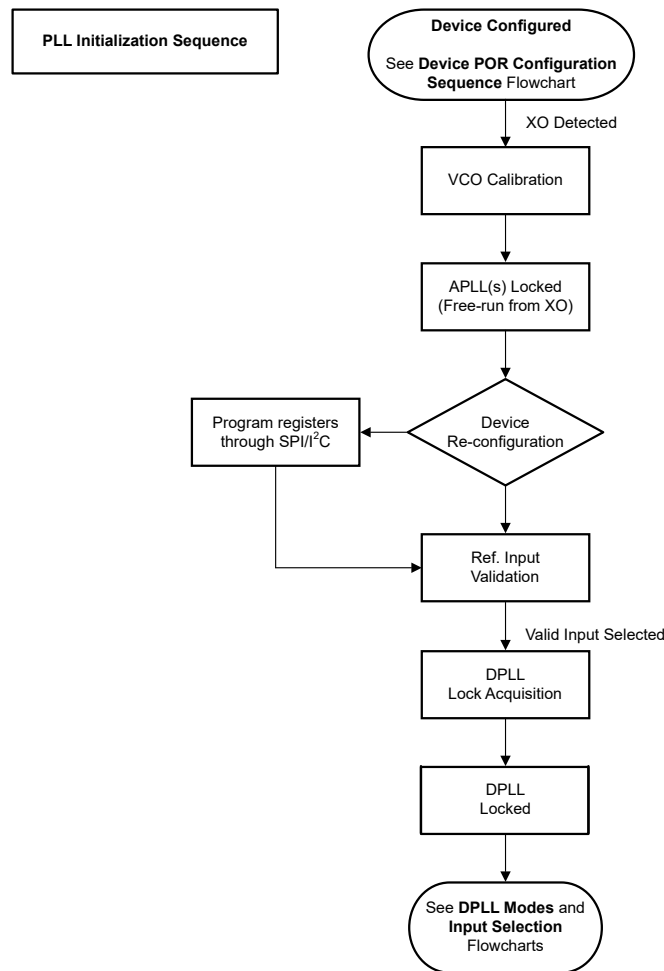 PLL Initialization Sequence
Device Configured
See Device POR Configuration
Sequence Flowchart
XO Detected
VCO Calibration
APLL(s) Locked
(Free-run from XO)
Device
Re-configuration
Program registers
through SPI/I²C
Ref. Input
Validation
Valid Input Selected
DPLL
Lock Acquisition
DPLL
Locked
See DPLL Modes and
Input Selection
Flowcharts